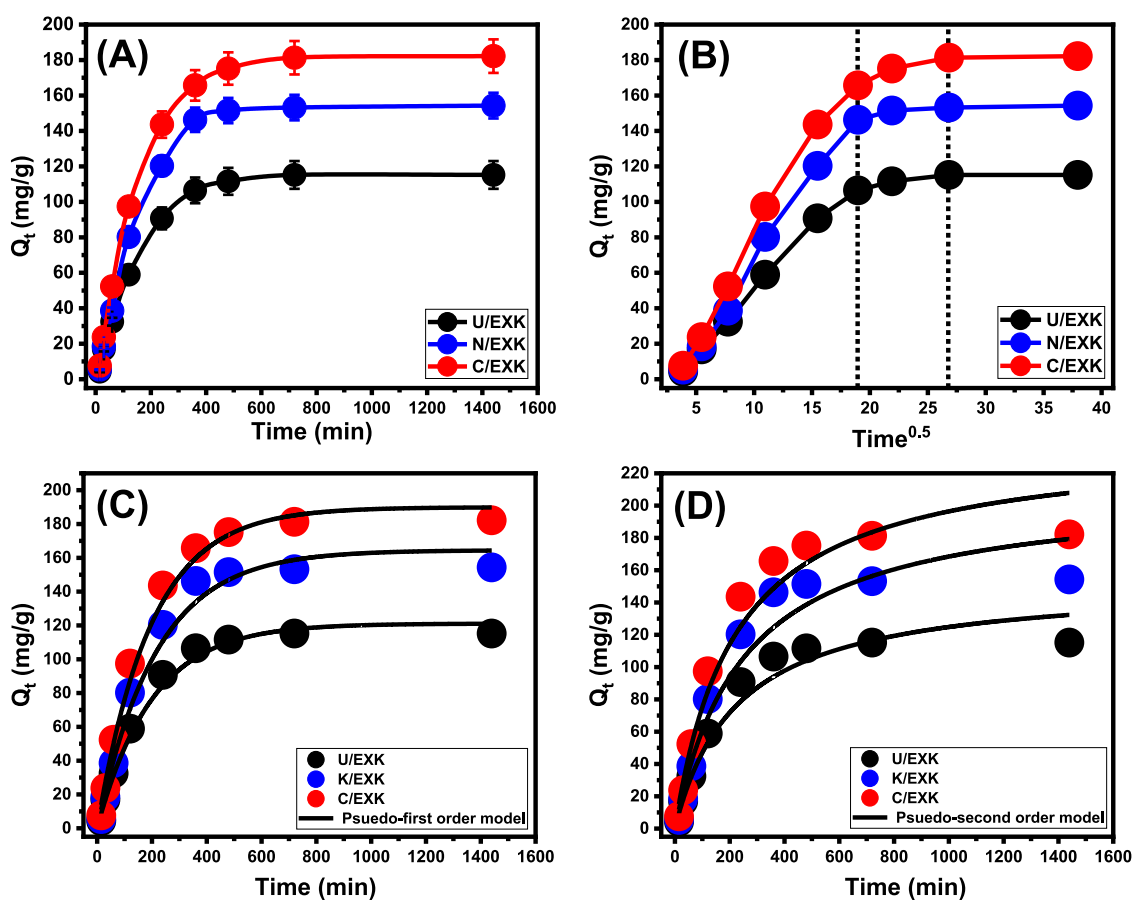 (A)
200
180
160
140
120
100
80
60
40
20
0
Qt (mg/g)
U/EXK
N/EXK
C/EXK
0 200 400 600 800 1000 1200 1400 1600
Time (min)
(B)
200
180
160
140
120
100
80
60
40
20
0
Qt (mg/g)
U/EXK
N/EXK
C/EXK
5 10 15 20 25 30 35 40
Time0.5
(C)
200
180
160
140
120
100
80
60
40
20
0
Qt (mg/g)
U/EXK
K/EXK
C/EXK
Psuedo-first order model
0 200 400 600 800 1000 1200 1400 1600
Time (min)
(D)
220
200
180
160
140
120
100
80
60
40
20
0
Qt (mg/g)
U/EXK
K/EXK
C/EXK
Psuedo-second order model
0 200 400 600 800 1000 1200 1400 1600
Time (min)